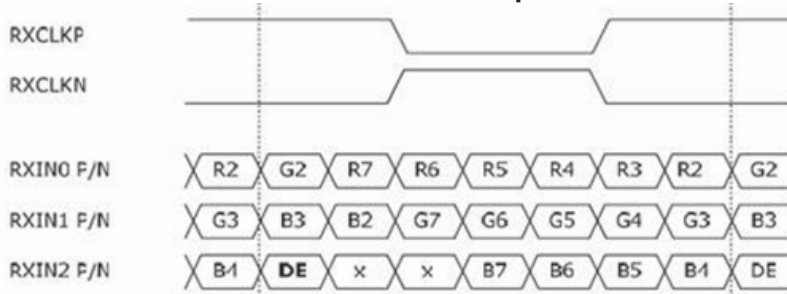 RXCLKP
RXCLKN
RXIN0 P/N R2 G2 R7 R6 R5 R4 R3 R2 G2
RXIN1 P/N G3 B3 B2 G7 G6 G5 G4 G3 B3
RXIN2 P/N B4 DE x x B7 B6 B5 B4 DE